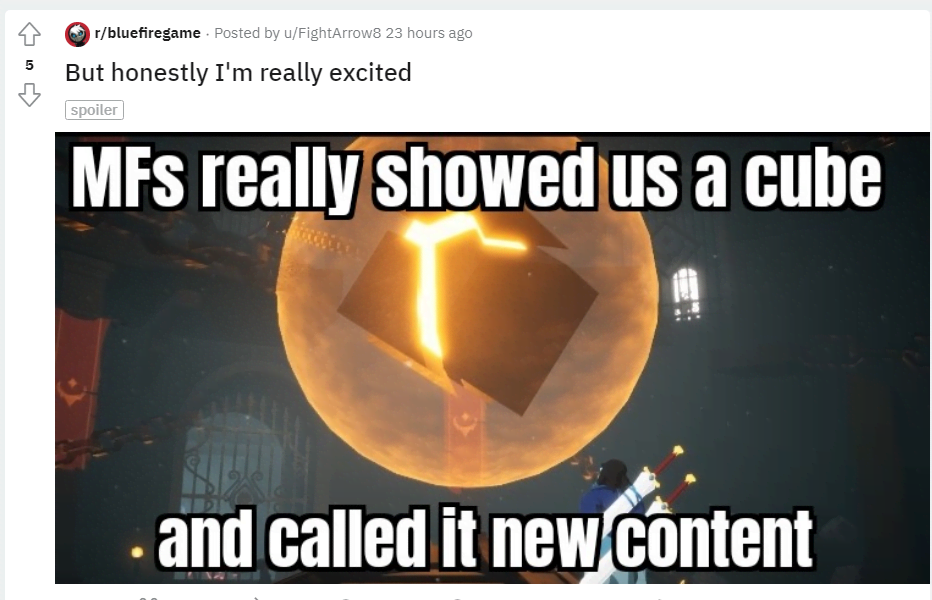 r/bluefiregame · Posted by u/FightArrow8 23 hours ago
5
But honestly I'm really excited
spoiler
MFs really showed us a cube
and called it new content